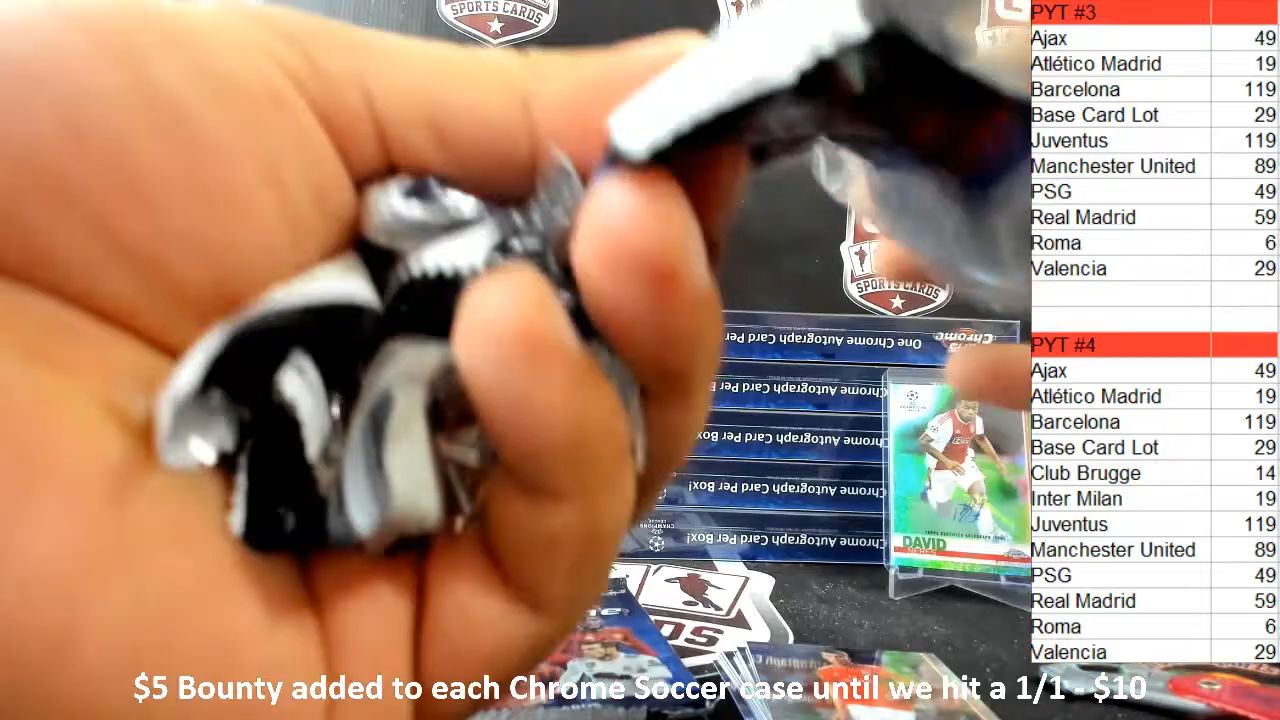 SPORTS CARDS
PYT #3
Ajax 49
Atlético Madrid 19
Barcelona 119
Base Card Lot 29
Juventus 119
Manchester United 89
PSG 49
Real Madrid 59
Roma 6
Valencia 29
SPORTS CARDS
One Chrome Autograph Card Per
Chrome
Chrome Autograph Card Per
Chrome Autograph Card Per Box
Chrome Autograph Card Per Box!
Chrome Autograph Card Per Box!
CHAMPIONS
LEAGUE
DAVID
NERES
PYT #4
Ajax 49
Atlético Madrid 19
Barcelona 119
Base Card Lot 29
Club Brugge 14
Inter Milan 19
Juventus 119
Manchester United 89
PSG 49
Real Madrid 59
Roma 6
Valencia 29
$5 Bounty added to each Chrome Soccer case until we hit a 1/1 - $10